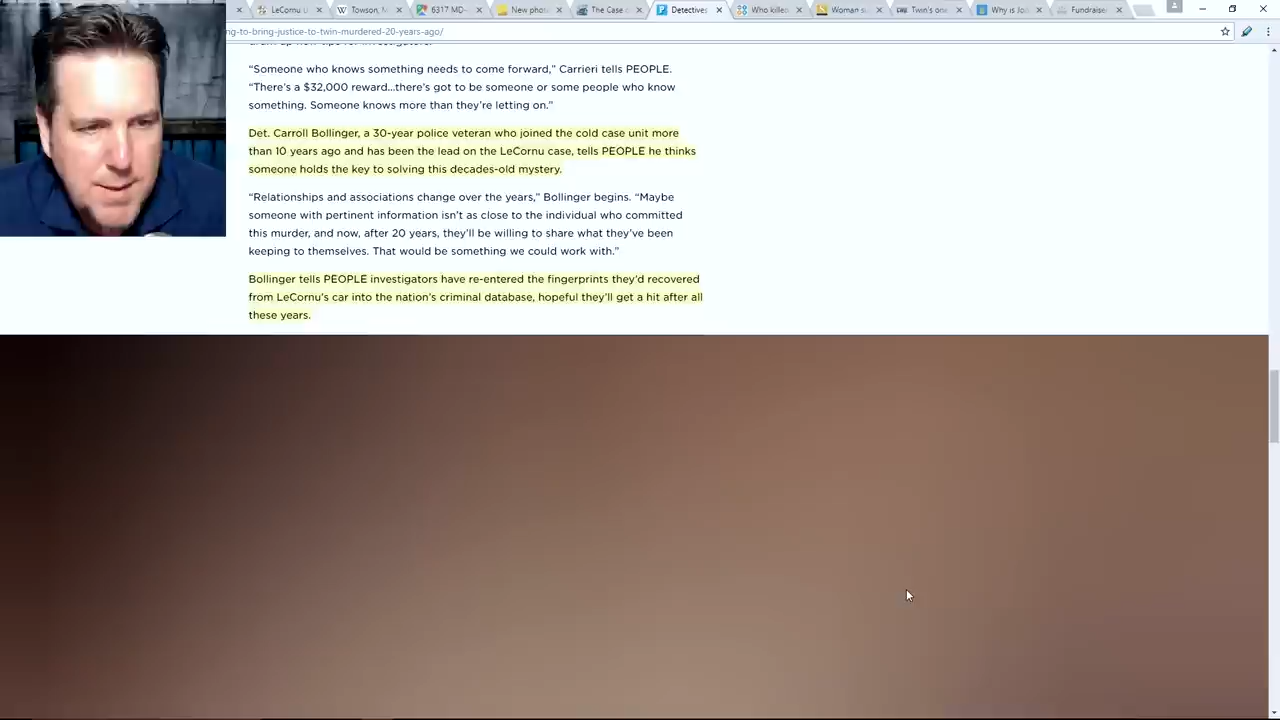 LeCornu u
Towson, M
6317 MD
New photo
The Case o
Detectives
Who killed
Woman s
Twin's one
Why is Jo
Fundraiser
ng-to-bring-justice-to-twin-murdered-20-years-ago/
“Someone who knows something needs to come forward,” Carrieri tells PEOPLE.
“There’s a $32,000 reward…there’s got to be someone or some people who know
something. Someone knows more than they’re letting on.”
Det. Carroll Bollinger, a 30-year police veteran who joined the cold case unit more
than 10 years ago and has been the lead on the LeCornu case, tells PEOPLE he thinks
someone holds the key to solving this decades-old mystery.
“Relationships and associations change over the years,” Bollinger begins. “Maybe
someone with pertinent information isn’t as close to the individual who committed
this murder, and now, after 20 years, they’ll be willing to share what they’ve been
keeping to themselves. That would be something we could work with.”
Bollinger tells PEOPLE investigators have re-entered the fingerprints they’d recovered
from LeCornu’s car into the nation’s criminal database, hopeful they’ll get a hit after all
these years.